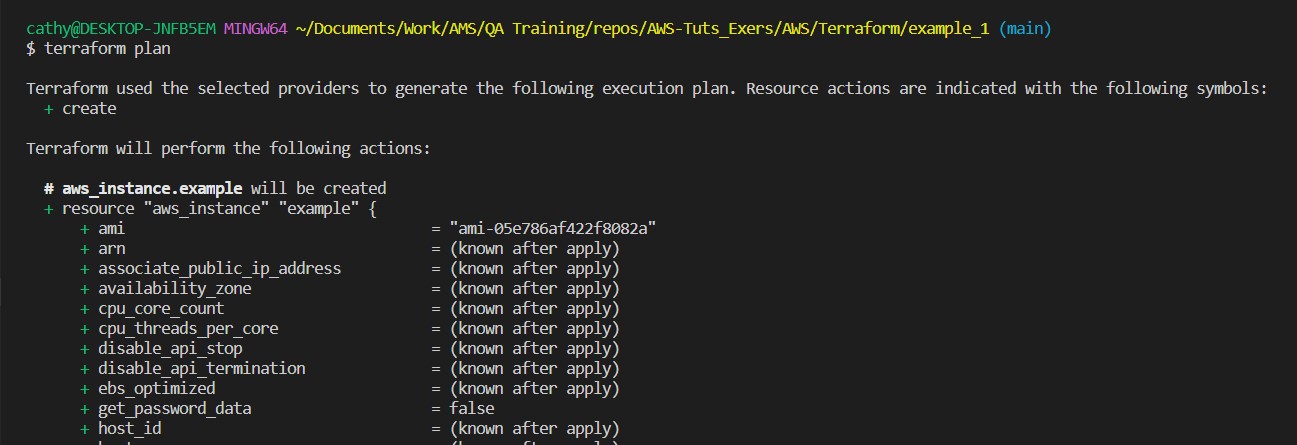 cathy@DESKTOP-JNFB5EM MINGW64 ~/Documents/Work/AMS/QA Training/repos/AWS-Tuts_Exers/AWS/Terraform/example_1 (main)
$ terraform plan
Terraform used the selected providers to generate the following execution plan. Resource actions are indicated with the following symbols:
+ create
Terraform will perform the following actions:
# aws_instance.example will be created
+ resource "aws_instance" "example" {
+ ami = "ami-05e786af422f8082a"
+ arn = (known after apply)
+ associate_public_ip_address = (known after apply)
+ availability_zone = (known after apply)
+ cpu_core_count = (known after apply)
+ cpu_threads_per_core = (known after apply)
+ disable_api_stop = (known after apply)
+ disable_api_termination = (known after apply)
+ ebs_optimized = (known after apply)
+ get_password_data = false
+ host_id = (known after apply)